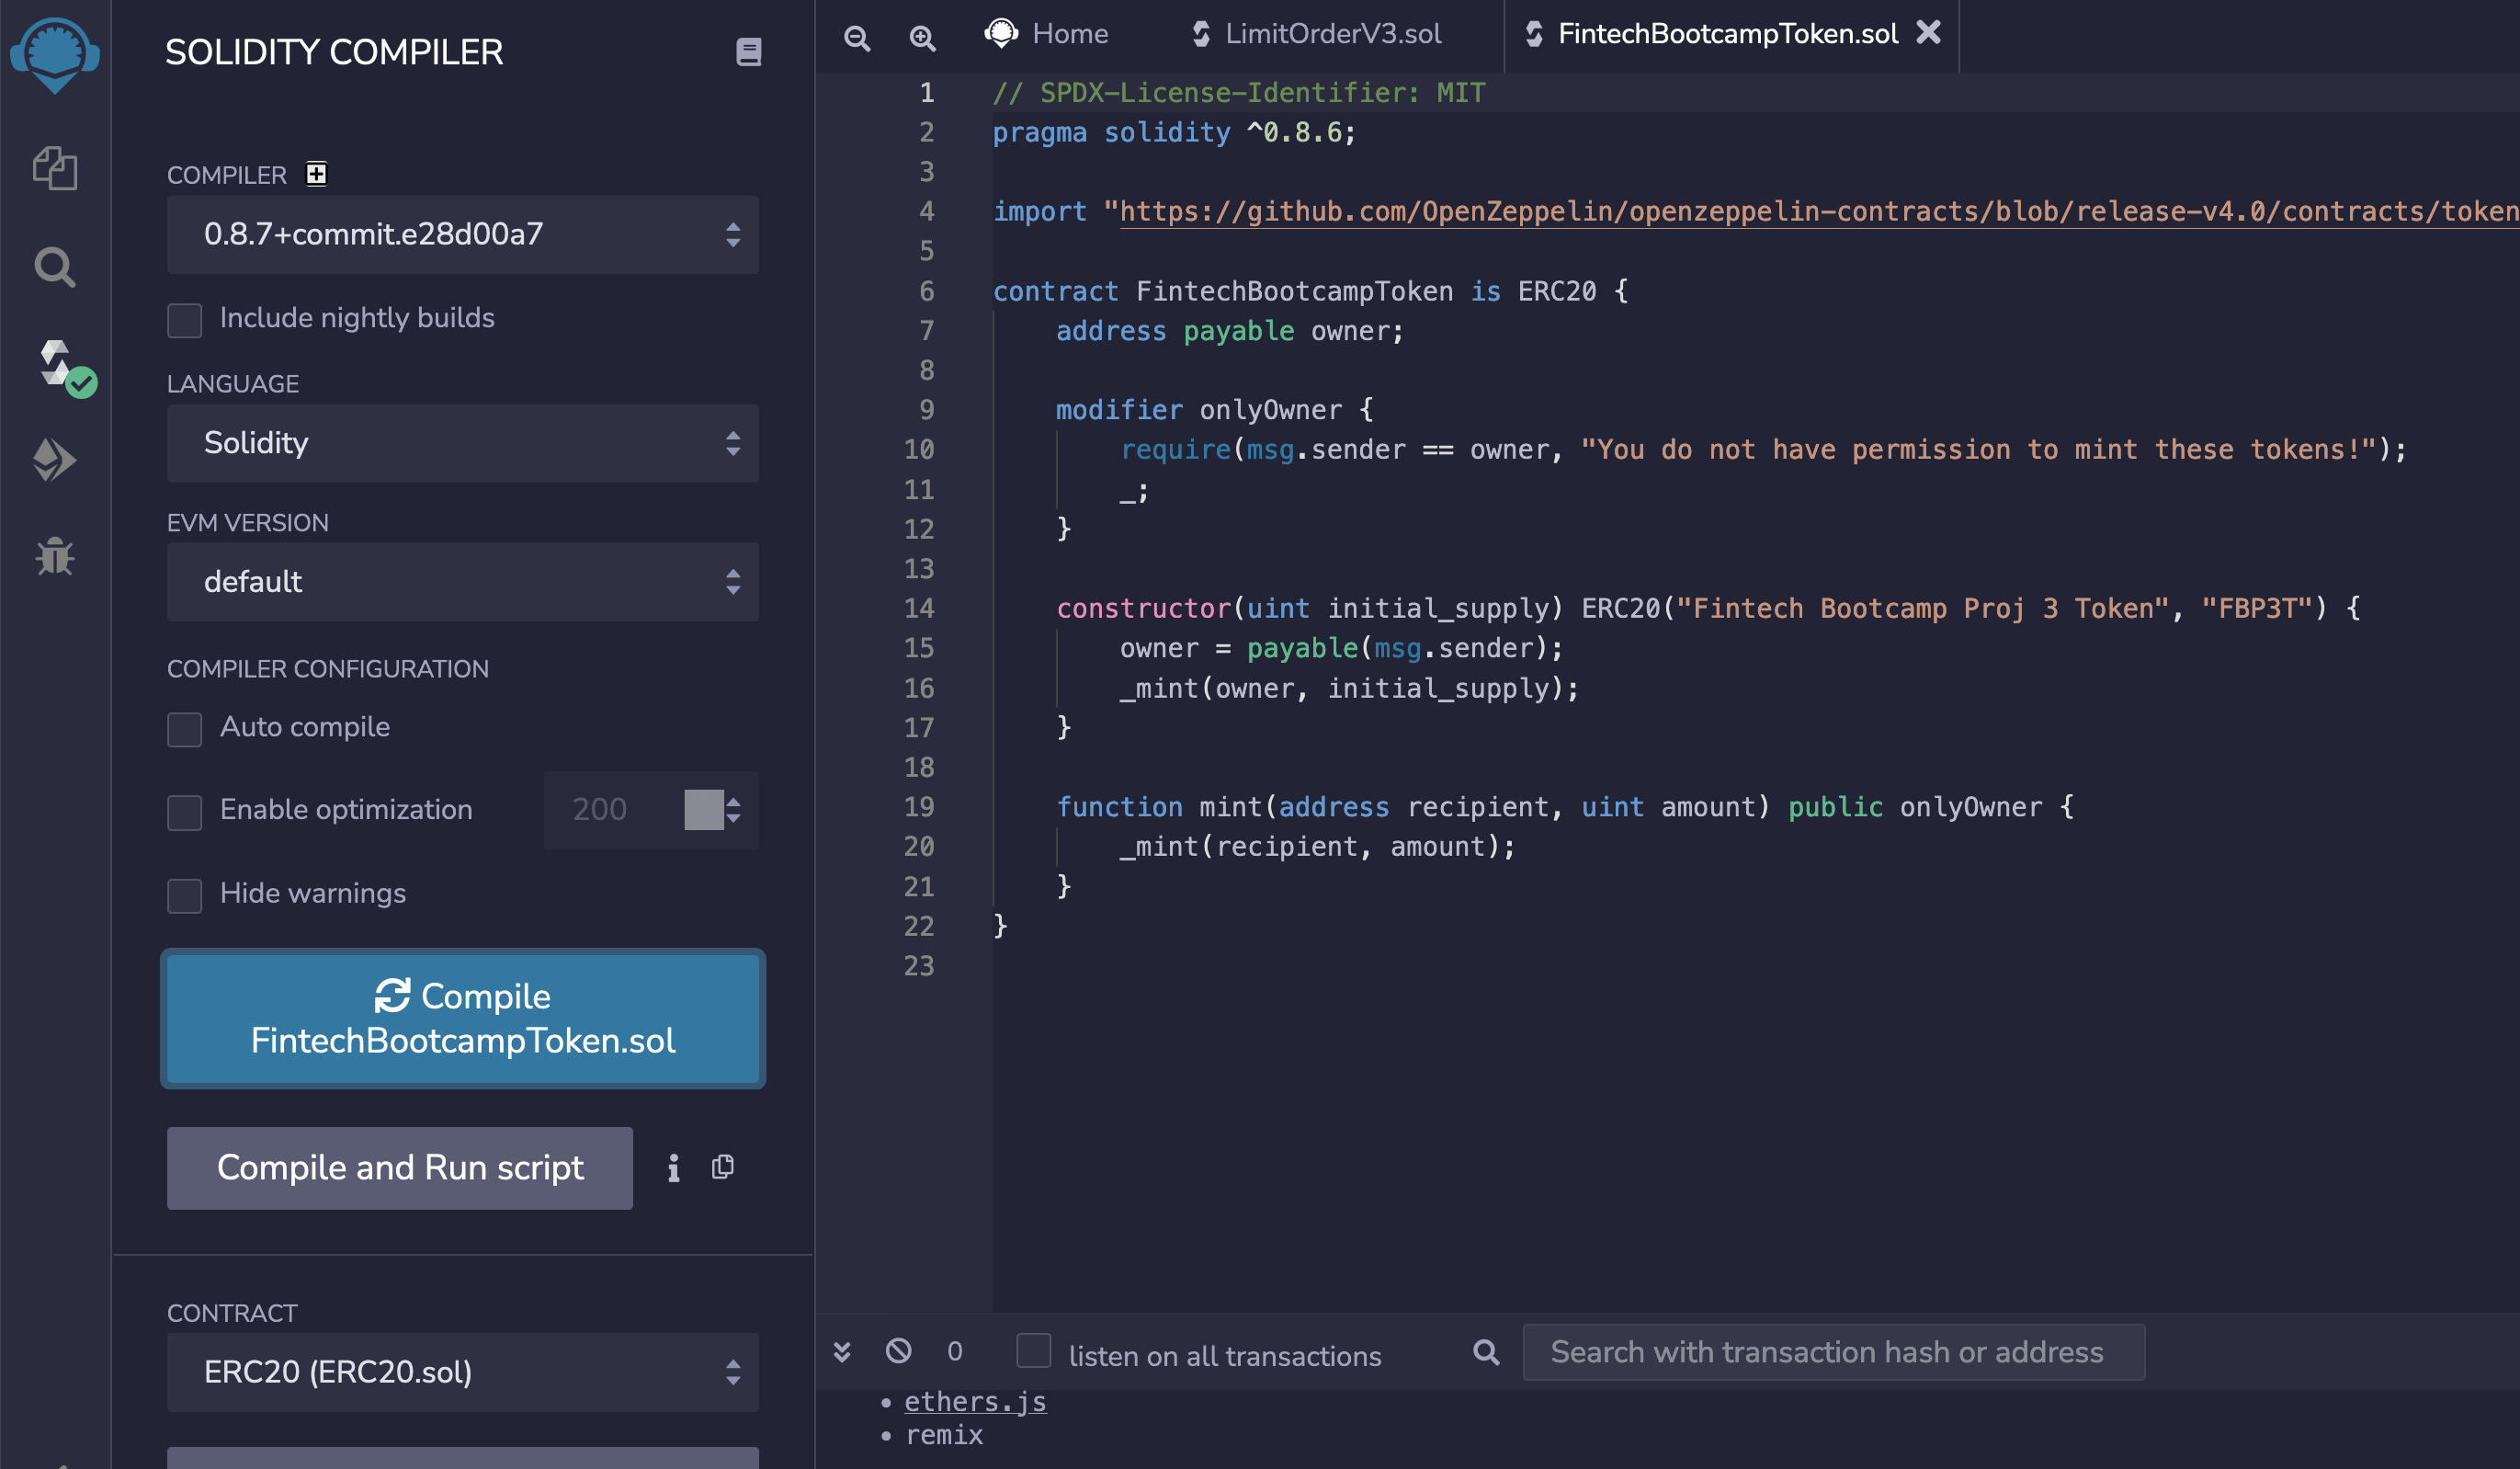 SOLIDITY COMPILER
COMPILER
0.8.7+commit.e28d00a7
Include nightly builds
LANGUAGE
Solidity
EVM VERSION
default
COMPILER CONFIGURATION
Auto compile
Enable optimization
200
Hide warnings
Compile
FintechBootcampToken.sol
Compile and Run script
CONTRACT
ERC20 (ERC20.sol)
Home LimitOrderV3.sol FintechBootcampToken.sol
1 // SPDX-License-Identifier: MIT
2 pragma solidity ^0.8.6;
3
4 import "https://github.com/OpenZeppelin/openzeppelin-contracts/blob/release-v4.0/contracts/token
5
6 contract FintechBootcampToken is ERC20 {
7 address payable owner;
8
9 modifier onlyOwner {
10 require(msg.sender == owner, "You do not have permission to mint these tokens!");
11 _;
12 }
13
14 constructor(uint initial_supply) ERC20("Fintech Bootcamp Proj 3 Token", "FBP3T") {
15 owner = payable(msg.sender);
16 _mint(owner, initial_supply);
17 }
18
19 function mint(address recipient, uint amount) public onlyOwner {
20 _mint(recipient, amount);
21 }
22 }
23
0 listen on all transactions Search with transaction hash or address
• ethers.js
• remix